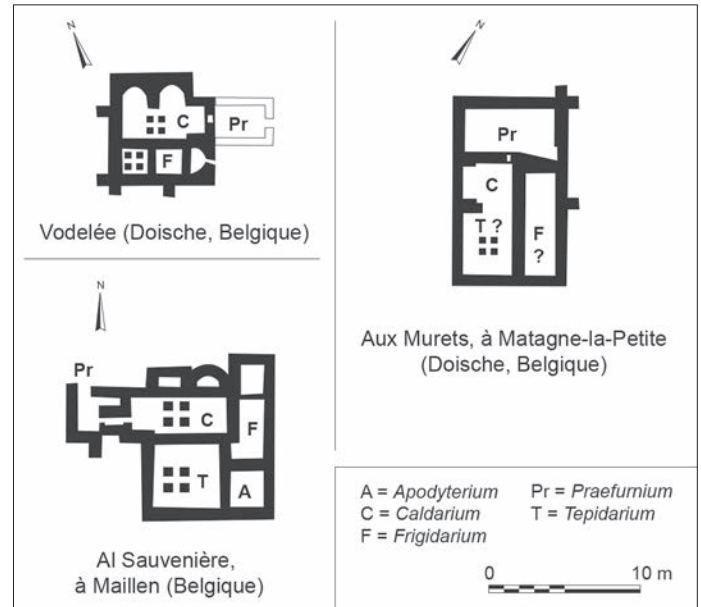 N
C
Pr
F
Vodelée (Doische, Belgique)
N
Pr
C
T ?
F
?
Aux Murets, à Matagne-la-Petite
(Doische, Belgique)
N
Pr
C
F
T
A
Al Sauvenière,
à Maillen (Belgique)
A = Apodyterium
C = Caldarium
F = Frigidarium
Pr = Praefurnium
T = Tepidarium
0 10 m